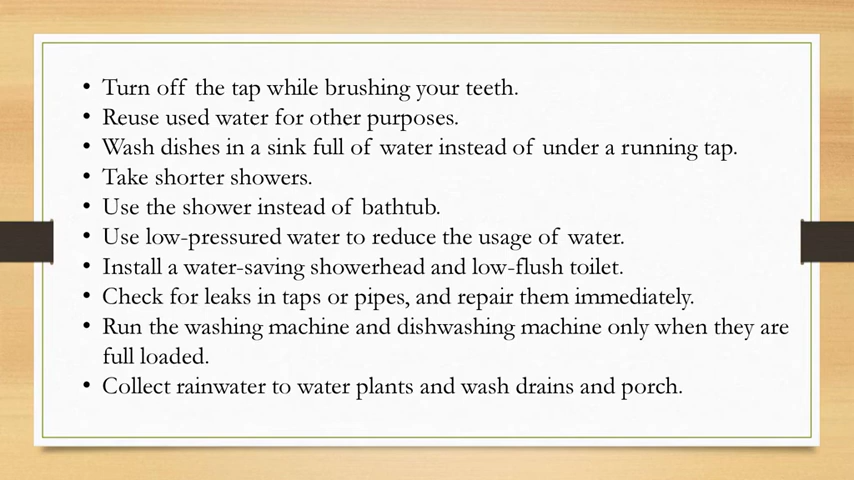 • Turn off the tap while brushing your teeth.
• Reuse used water for other purposes.
• Wash dishes in a sink full of water instead of under a running tap.
• Take shorter showers.
• Use the shower instead of bathtub.
• Use low-pressured water to reduce the usage of water.
• Install a water-saving showerhead and low-flush toilet.
• Check for leaks in taps or pipes, and repair them immediately.
• Run the washing machine and dishwashing machine only when they are
full loaded.
• Collect rainwater to water plants and wash drains and porch.